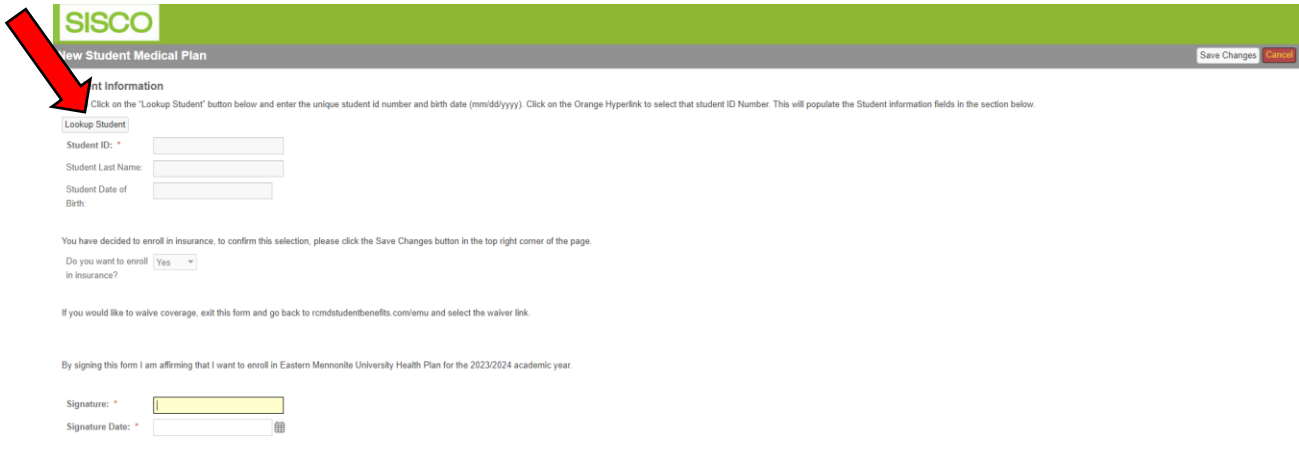 SISCO
New Student Medical Plan
Save Changes Cancel
nt Information
Click on the "Lookup Student" button below and enter the unique student id number and birth date (mm/dd/yyyy). Click on the Orange Hyperlink to select that student ID Number. This will populate the Student information fields in the section below.
Lookup Student
Student ID: *
Student Last Name:
Student Date of
Birth:
You have decided to enroll in insurance, to confirm this selection, please click the Save Changes button in the top right corner of the page.
Do you want to enroll Yes
in insurance?
If you would like to waive coverage, exit this form and go back to rcmdstudentbenefits.com/emu and select the waiver link.
By signing this form I am affirming that I want to enroll in Eastern Mennonite University Health Plan for the 2023/2024 academic year.
Signature: *
Signature Date: *